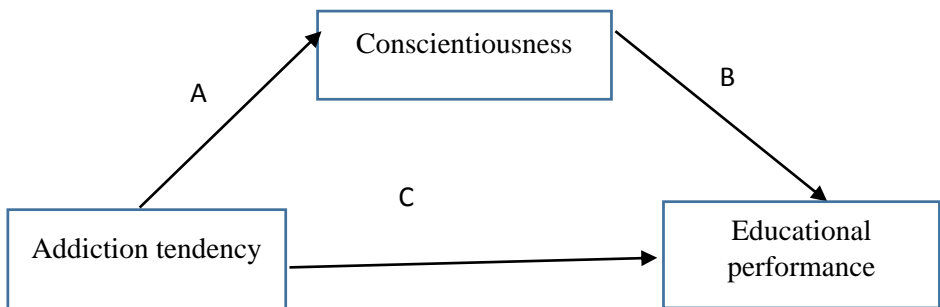 Conscientiousness
A
B
C
Addiction tendency
Educational
performance